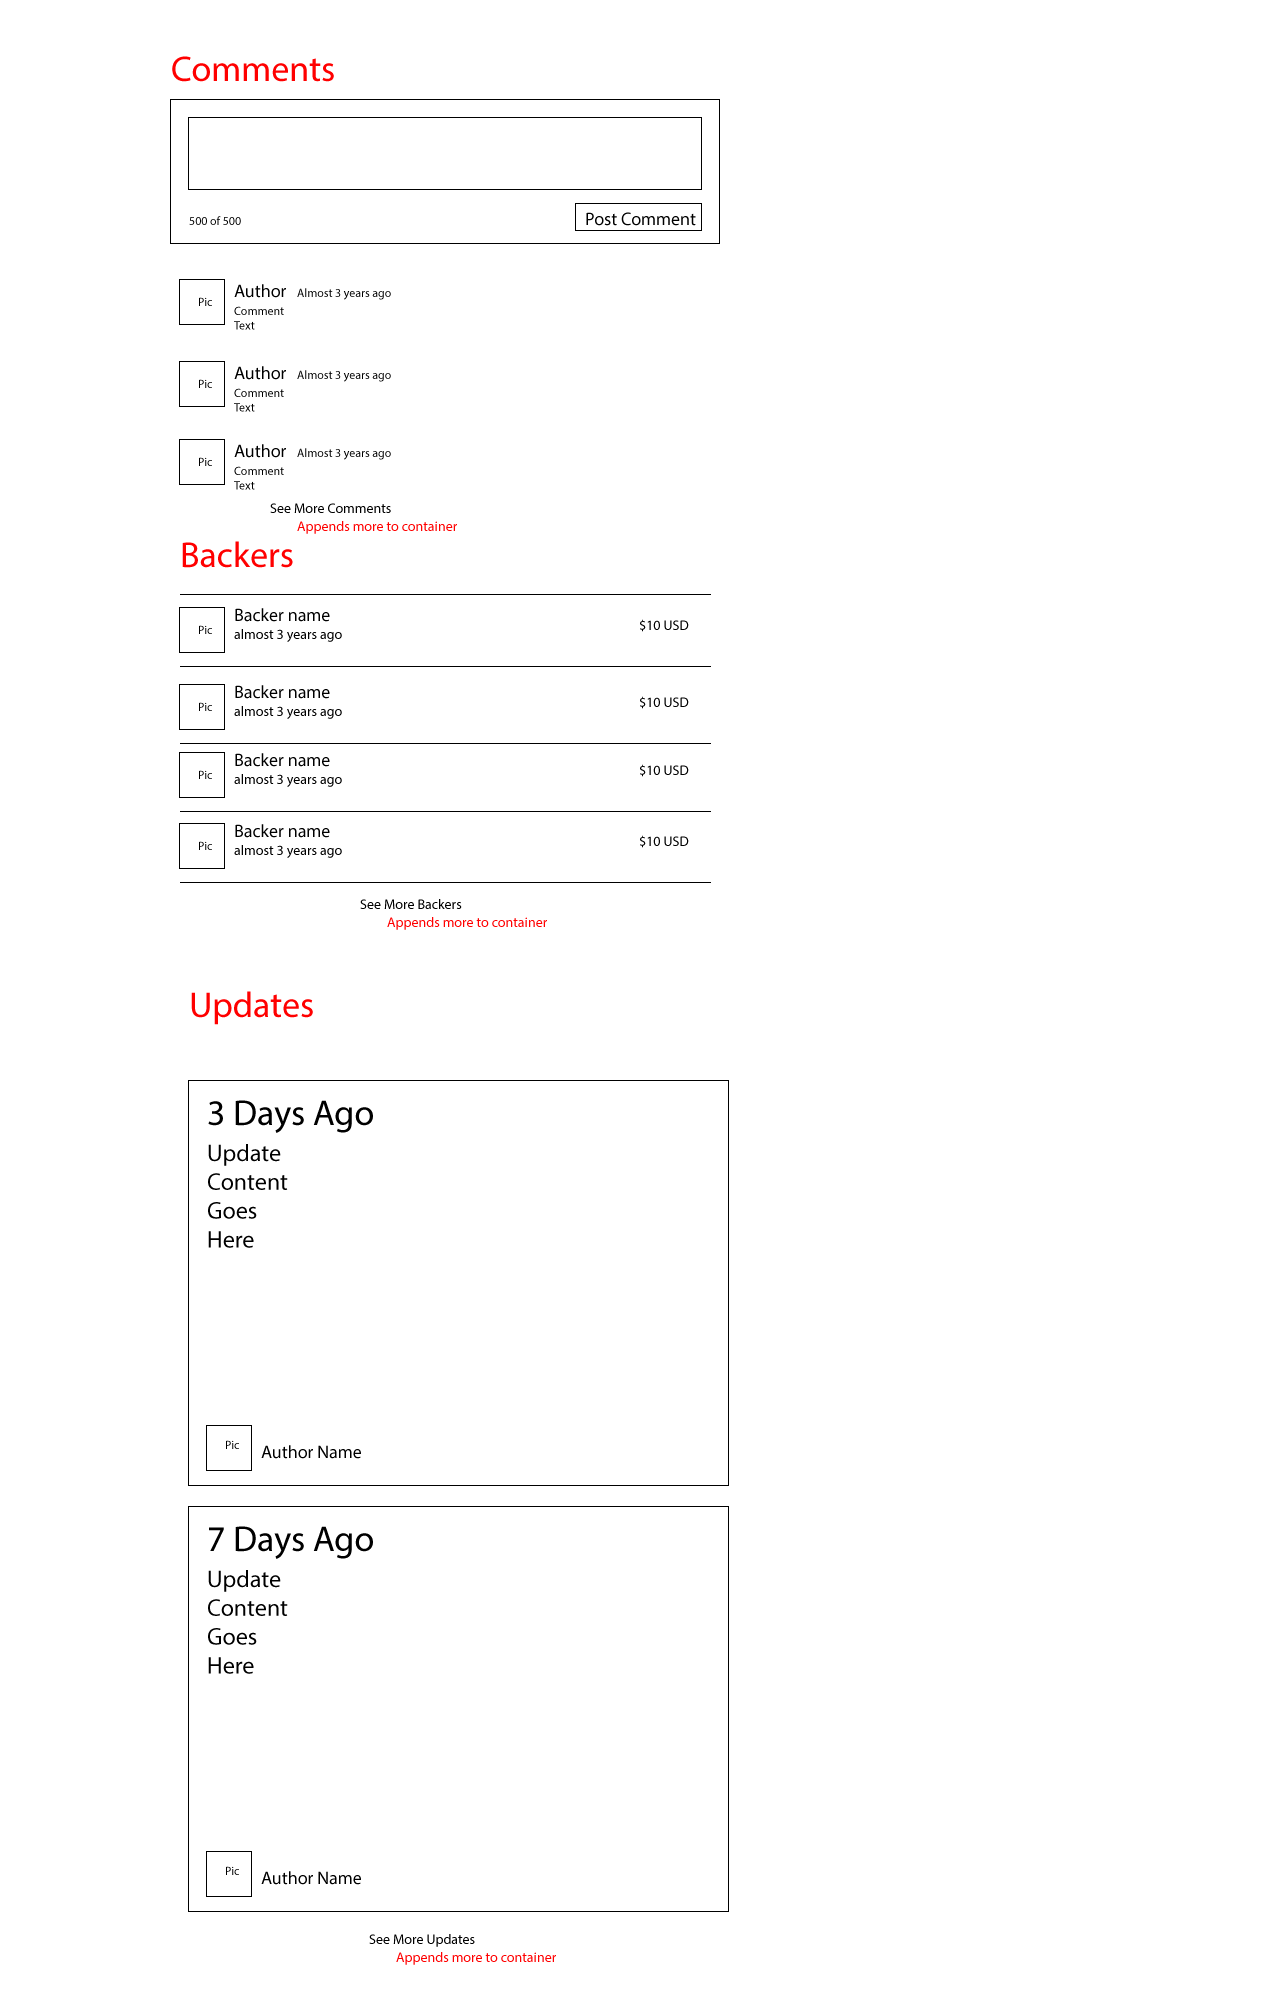 Comments
500 of 500
Post Comment
Pic
Author Almost 3 years ago
Comment
Text
Pic
Author Almost 3 years ago
Comment
Text
Pic
Author Almost 3 years ago
Comment
Text
See More Comments
Appends more to container
Backers
Pic
Backer name
almost 3 years ago
$10 USD
Pic
Backer name
almost 3 years ago
$10 USD
Pic
Backer name
almost 3 years ago
$10 USD
Pic
Backer name
almost 3 years ago
$10 USD
See More Backers
Appends more to container
Updates
3 Days Ago
Update
Content
Goes
Here
Pic
Author Name
7 Days Ago
Update
Content
Goes
Here
Pic
Author Name
See More Updates
Appends more to container